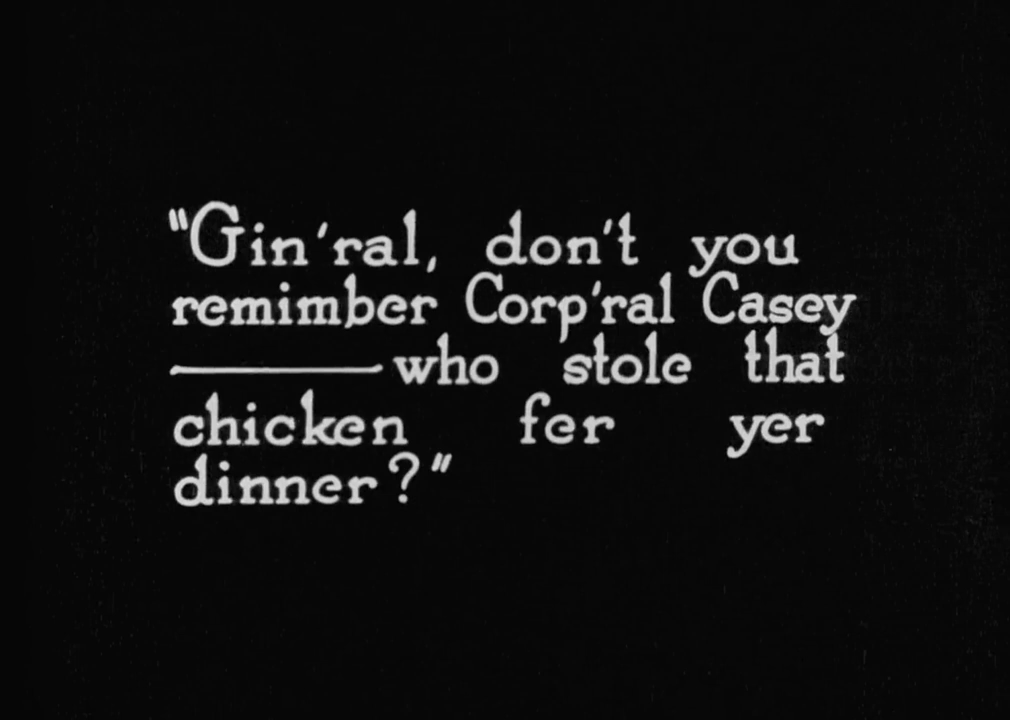 "Gin'ral, don't you
remimber Corp'ral Casey
———who stole that
chicken fer yer
dinner?"